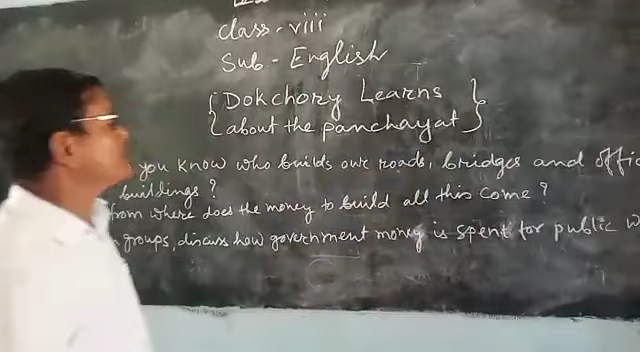 class - viii
Sub - English
{ Dokchory Learns }
{ about the panchayat }
you know who builds our roads, bridges and offic
buildings?
from where does the money to build all this come?
groups, discuss how government money is spent for public w